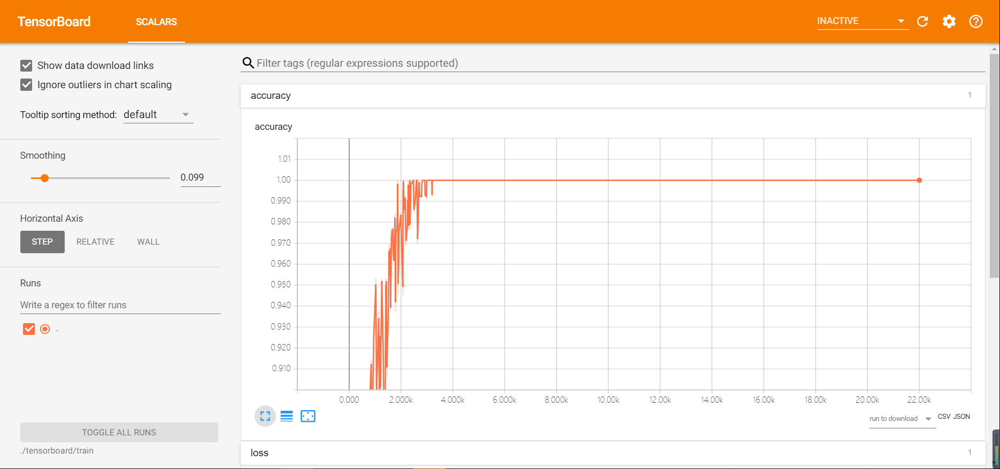 TensorBoard
SCALARS
INACTIVE
Show data download links
Ignore outliers in chart scaling
Tooltip sorting method: default
Smoothing
0.099
Horizontal Axis
STEP RELATIVE WALL
Runs
Write a regex to filter runs
.
TOGGLE ALL RUNS
./tensorboard/train
Filter tags (regular expressions supported)
accuracy 1
accuracy
1.01
1.00
0.990
0.980
0.970
0.960
0.950
0.940
0.930
0.920
0.910
0.000 2.000k 4.000k 6.000k 8.000k 10.00k 12.00k 14.00k 16.00k 18.00k 20.00k 22.00k
run to download CSV JSON
loss 1